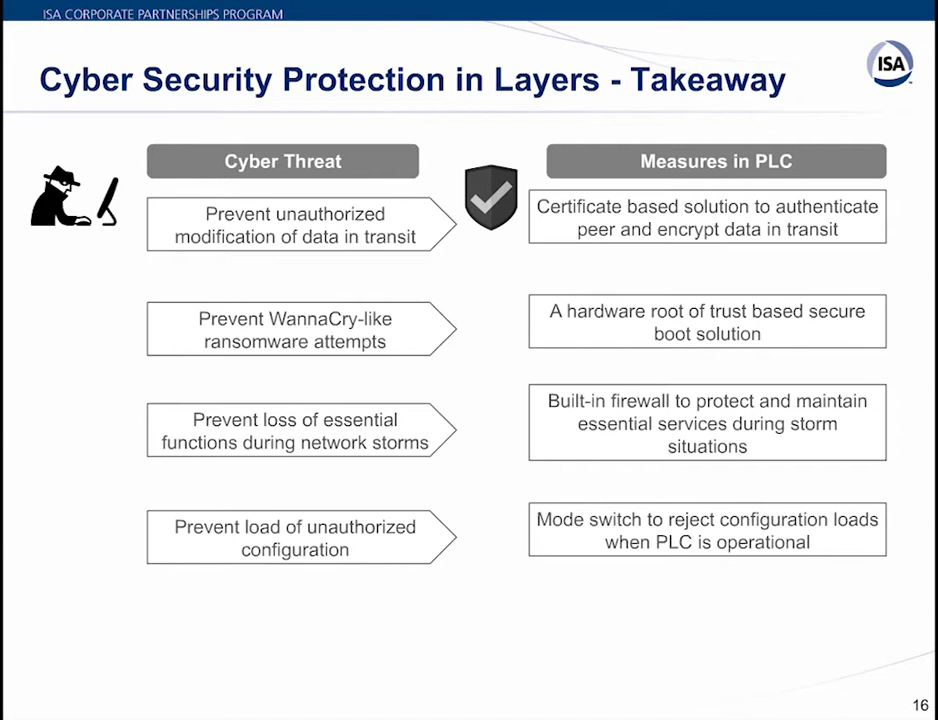 ISA CORPORATE PARTNERSHIPS PROGRAM
Cyber Security Protection in Layers - Takeaway
ISA
Cyber Threat
Measures in PLC
Prevent unauthorized
modification of data in transit
Certificate based solution to authenticate
peer and encrypt data in transit
Prevent WannaCry-like
ransomware attempts
A hardware root of trust based secure
boot solution
Prevent loss of essential
functions during network storms
Built-in firewall to protect and maintain
essential services during storm
situations
Prevent load of unauthorized
configuration
Mode switch to reject configuration loads
when PLC is operational
16